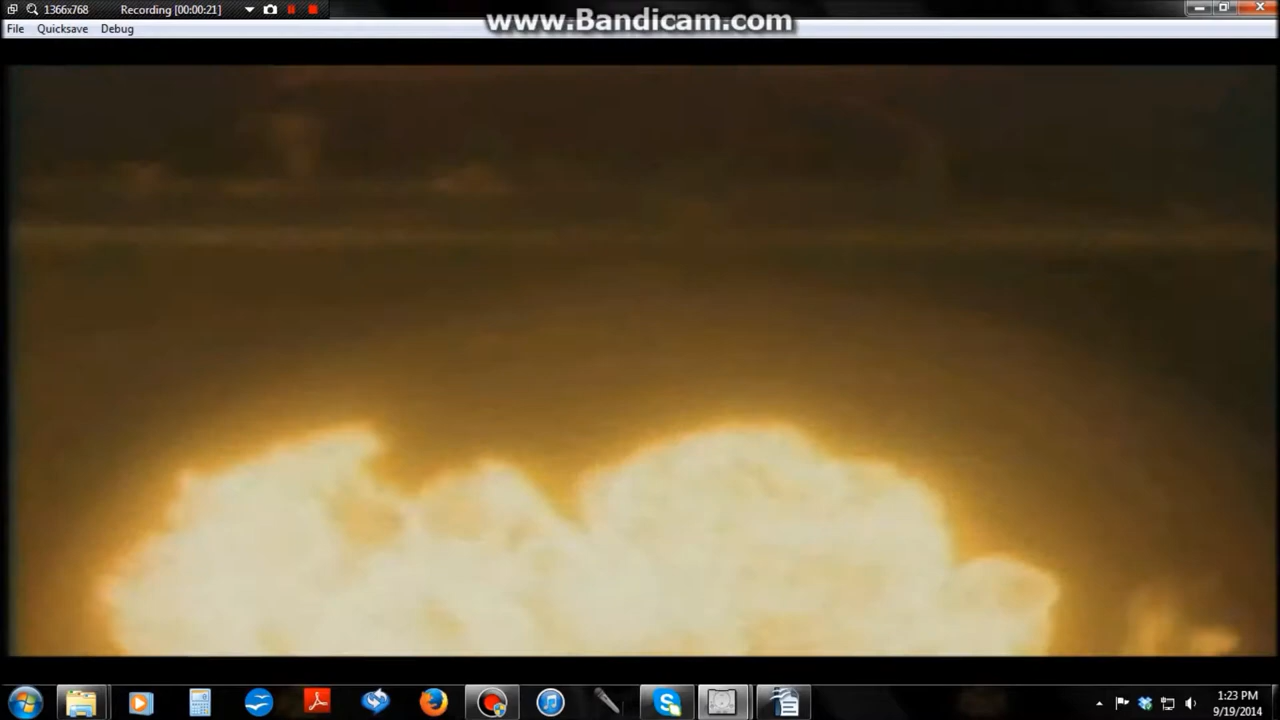 1366x768 Recording [00:00:21]
www.Bandicam.com
File Quicksave Debug
1:23 PM
9/19/2014